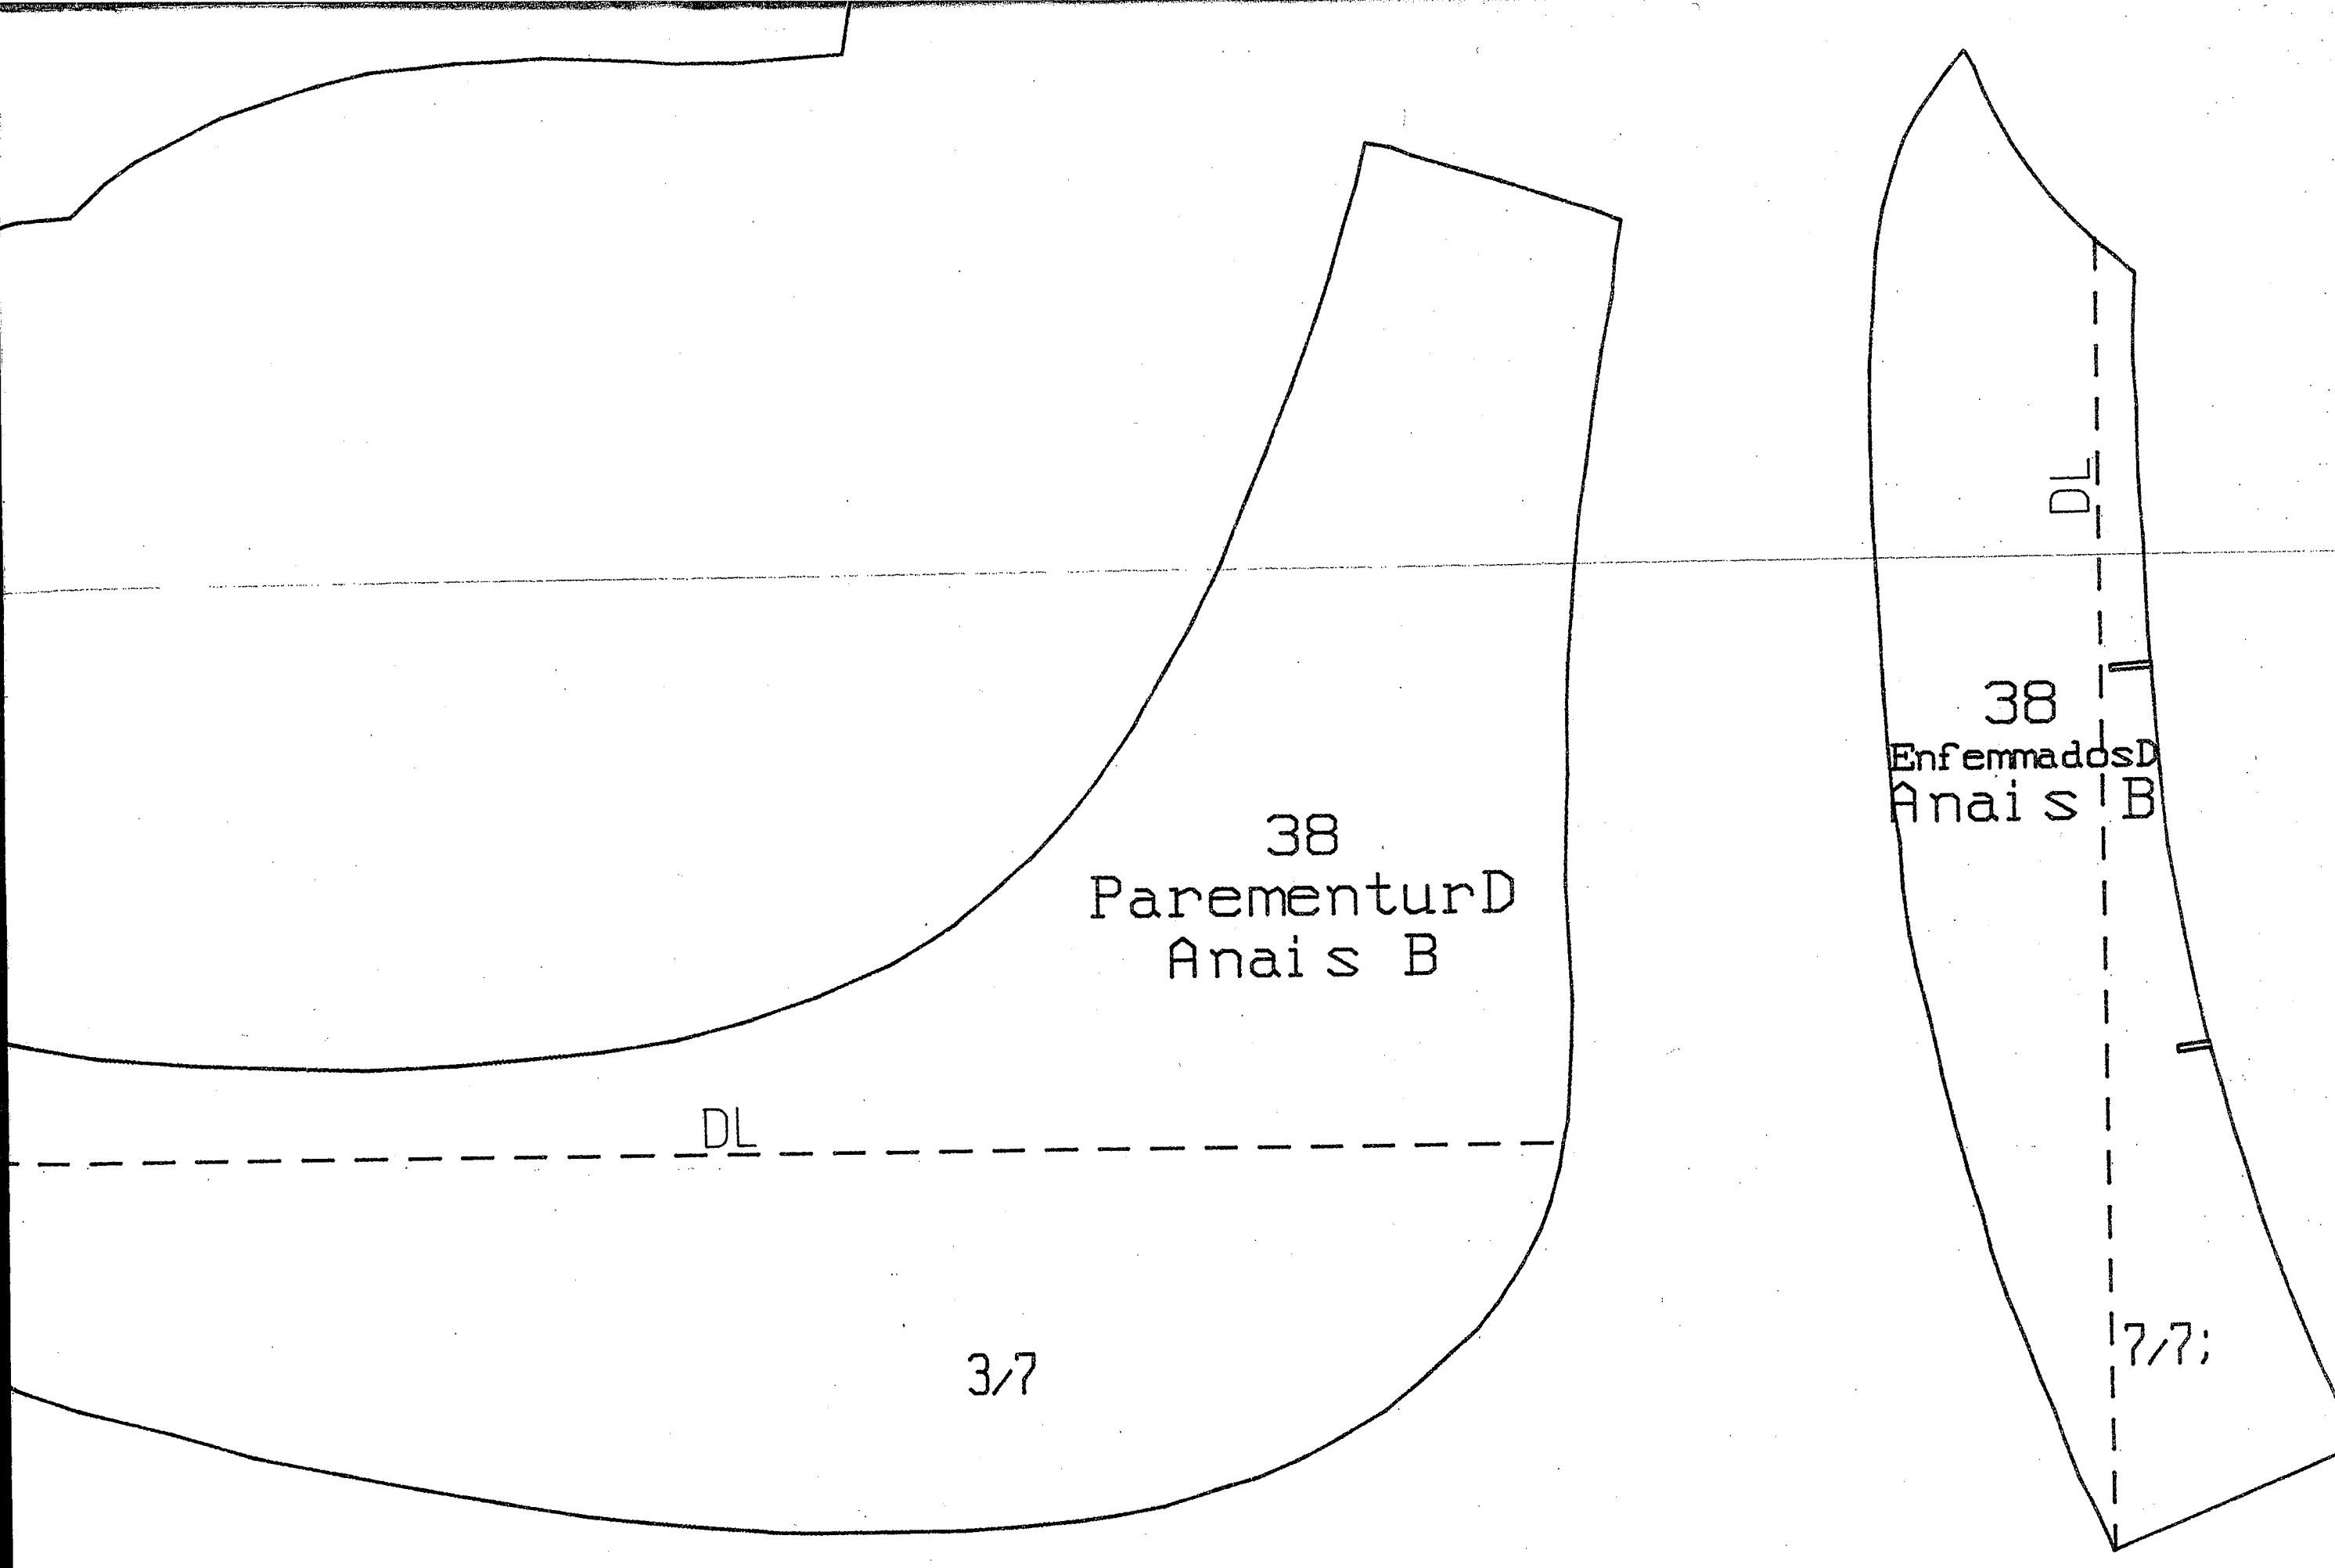 38
ParementurD
Anais B
DL
3/7
DL
38
EnfemmadosD
Anais B
7/7;